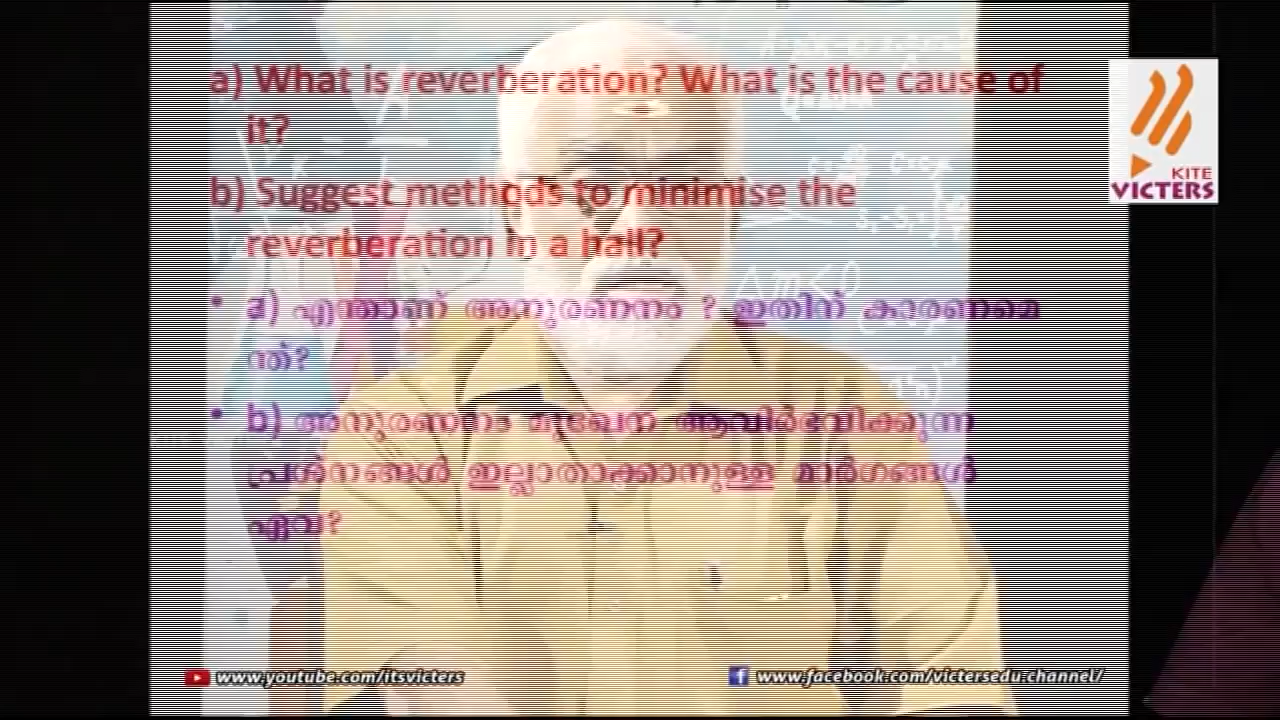 a) What is reverberation? What is the cause of
it?
b) Suggest methods to minimise the
reverberation in a hall?
• a) എന്താണ് അനുരണനം ? ഇതിന് കാരണമെ
ന്ത്?
• b) അനുരണനം മൂലേന ആവിർഭവിക്കുന്ന
പ്രശ്നങ്ങൾ ഇല്ലാതാക്കാനുള്ള മാർഗങ്ങൾ
ഏവ?
KITE
VICTERS
www.youtube.com/itsvicters
www.facebook.com/victersedu.channel/